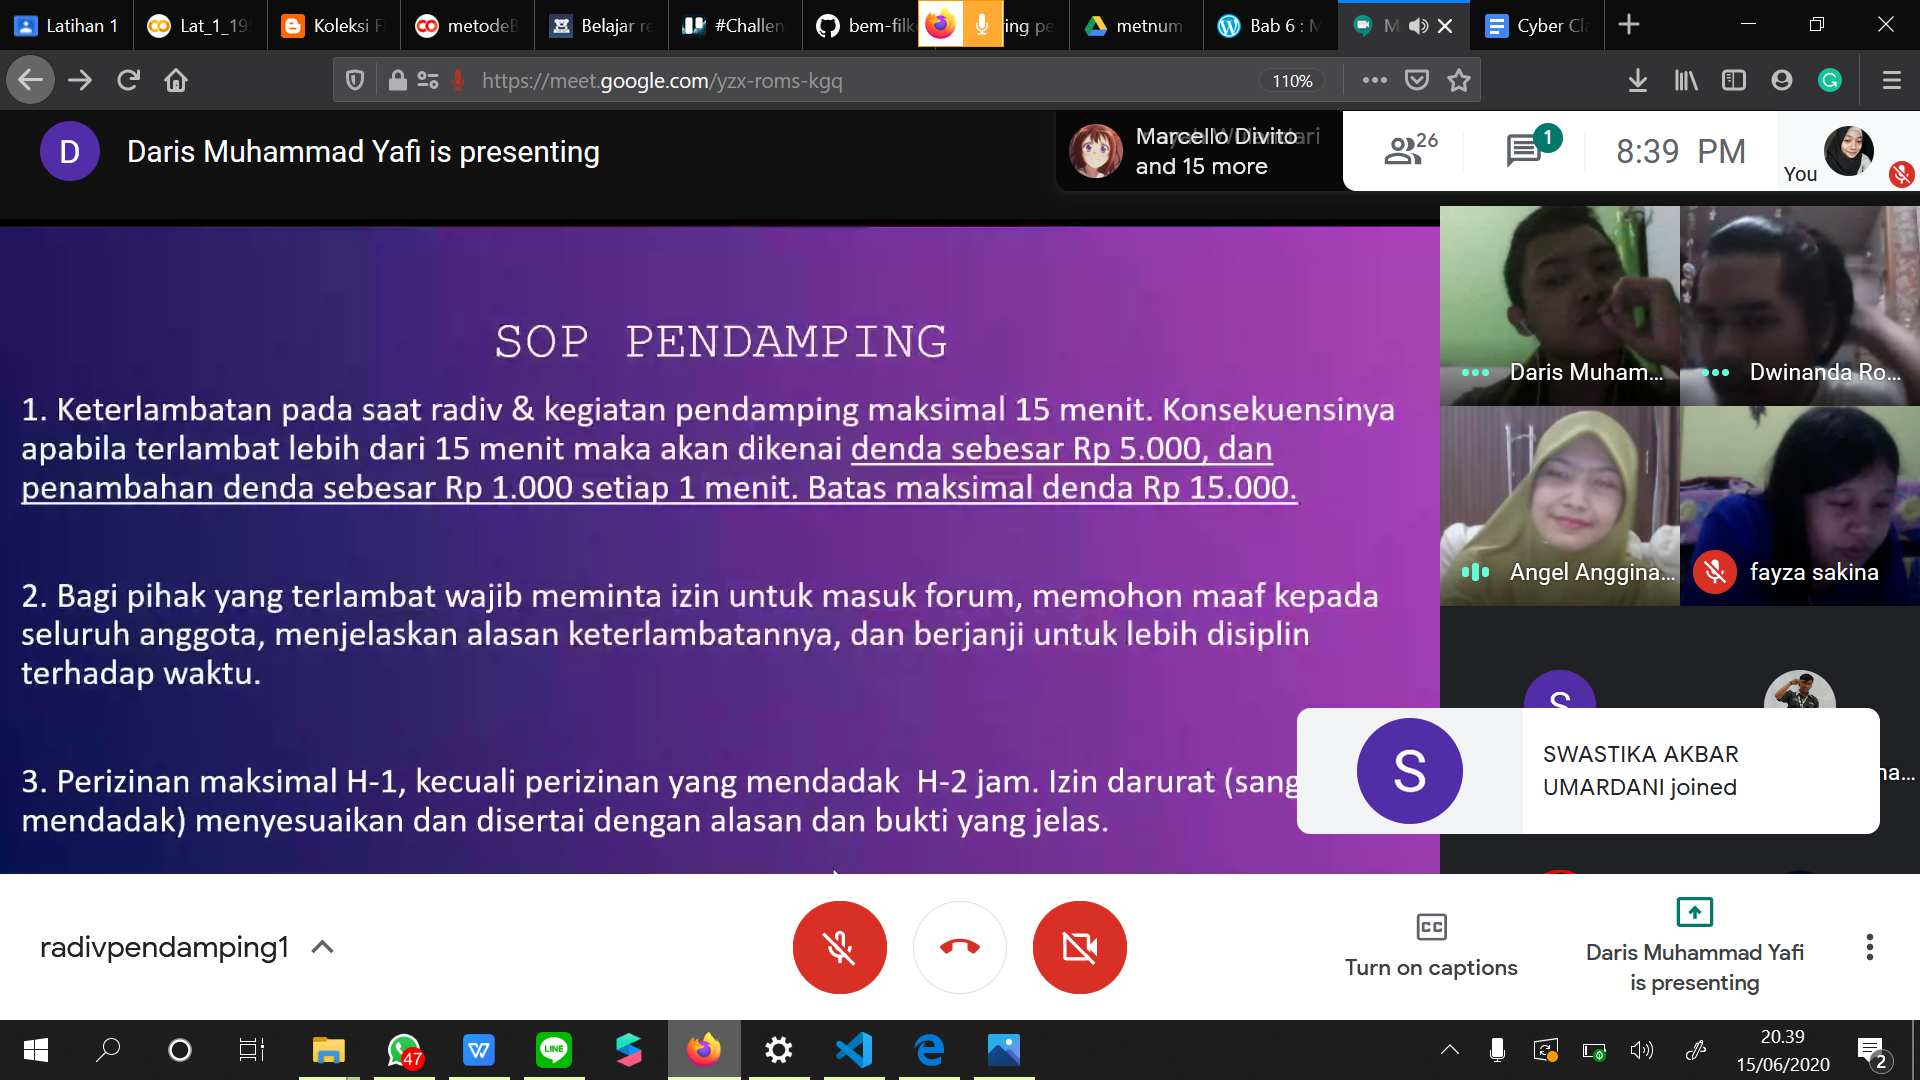 Latihan 1
Lat_1_19
Koleksi F
metodeB
Belajar re
#Challen
bem-filk
ing pe
metnum
Bab 6 : M
M
Cyber Cl
https://meet.google.com/yzx-roms-kgq
110%
D
Daris Muhammad Yafi is presenting
Marcello Divito
and 15 more
26
1
8:39 PM
You
SOP PENDAMPING
1. Keterlambatan pada saat radiv & kegiatan pendamping maksimal 15 menit. Konsekuensinya
apabila terlambat lebih dari 15 menit maka akan dikenai denda sebesar Rp 5.000, dan
penambahan denda sebesar Rp 1.000 setiap 1 menit. Batas maksimal denda Rp 15.000.
2. Bagi pihak yang terlambat wajib meminta izin untuk masuk forum, memohon maaf kepada
seluruh anggota, menjelaskan alasan keterlambatannya, dan berjanji untuk lebih disiplin
terhadap waktu.
3. Perizinan maksimal H-1, kecuali perizinan yang mendadak H-2 jam. Izin darurat (sang
mendadak) menyesuaikan dan disertai dengan alasan dan bukti yang jelas.
Daris Muham...
Dwinanda Ro...
Angel Anggina...
fayza sakina
S
S
SWASTIKA AKBAR
UMARDANI joined
na...
radivpendamping1
CC
Turn on captions
Daris Muhammad Yafi
is presenting
47
W
LINE
20.39
15/06/2020
2